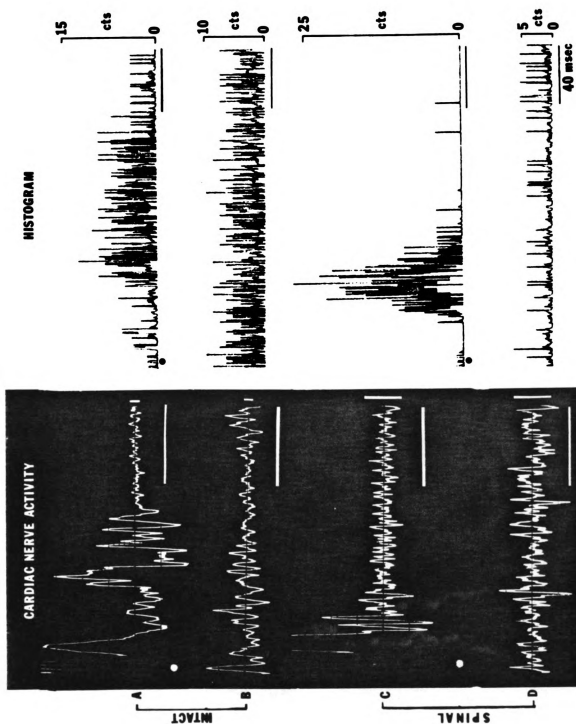 CARDIAC NERVE ACTIVITY
HISTOGRAM
INTACT
A
15
cts
0
B
10
cts
0
SPINAL
C
25
cts
0
D
5
cts
0
40 msec